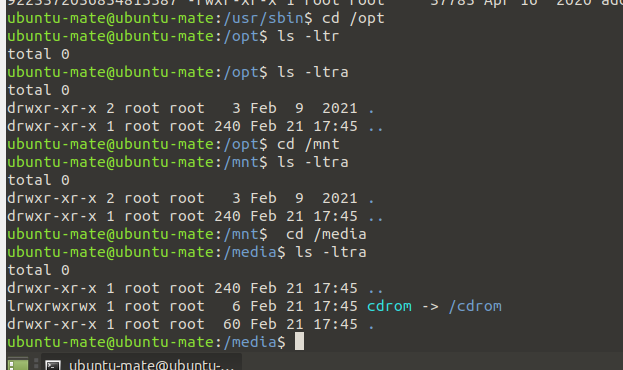 9223372036854813387 -rwxr-xr-x 1 root root     37785 Apr 16  2020 add
ubuntu-mate@ubuntu-mate:/usr/sbin$ cd /opt
ubuntu-mate@ubuntu-mate:/opt$ ls -ltr
total 0
ubuntu-mate@ubuntu-mate:/opt$ ls -ltra
total 0
drwxr-xr-x 2 root root   3 Feb  9  2021 .
drwxr-xr-x 1 root root 240 Feb 21 17:45 ..
ubuntu-mate@ubuntu-mate:/opt$ cd /mnt
ubuntu-mate@ubuntu-mate:/mnt$ ls -ltra
total 0
drwxr-xr-x 2 root root   3 Feb  9  2021 .
drwxr-xr-x 1 root root 240 Feb 21 17:45 ..
ubuntu-mate@ubuntu-mate:/mnt$  cd /media
ubuntu-mate@ubuntu-mate:/media$ ls -ltra
total 0
drwxr-xr-x 1 root root 240 Feb 21 17:45 ..
lrwxrwxrwx 1 root root   6 Feb 21 17:45 cdrom -> /cdrom
drwxr-xr-x 1 root root  60 Feb 21 17:45 .
ubuntu-mate@ubuntu-mate:/media$
ubuntu-mate@ubuntu-...